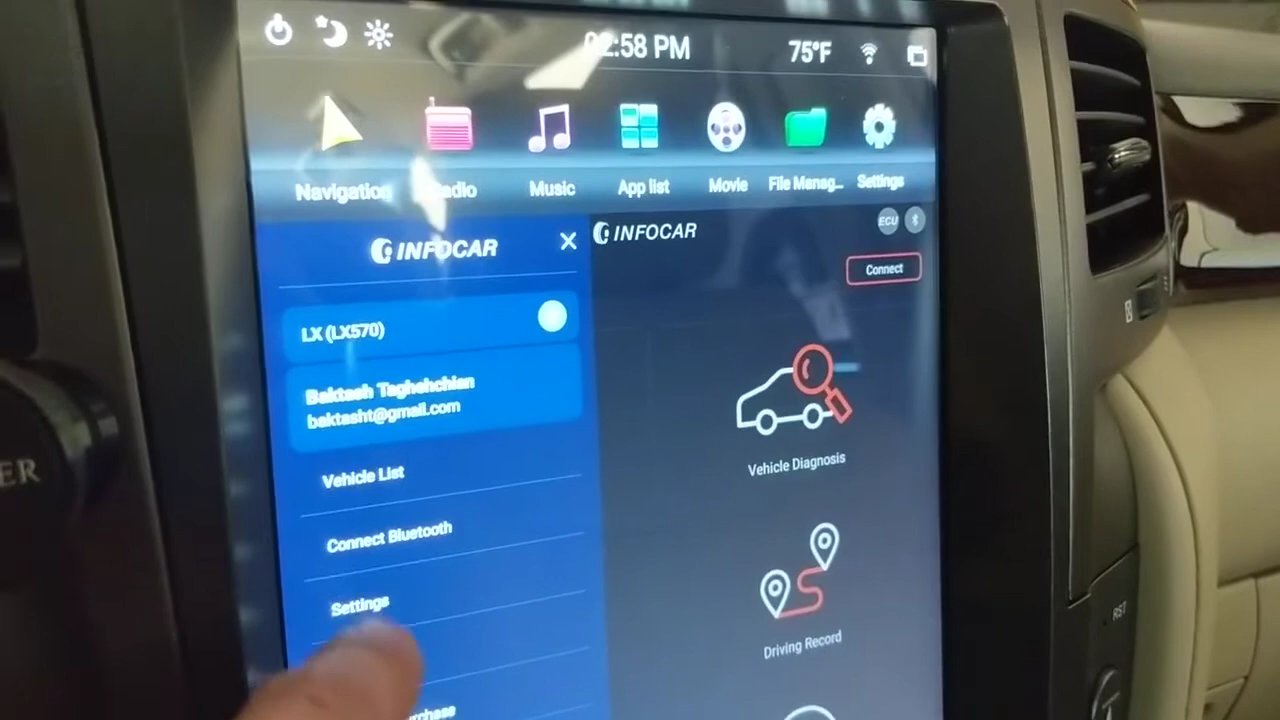 02:58 PM
75°F
Navigation
Music
App list
Movie
File Manag...
Settings
INFOCAR
INFOCAR
ECU
Connect
LX (LX570)
Baktash Taghehchian
baktasht@gmail.com
Vehicle List
Connect Bluetooth
Settings
Vehicle Diagnosis
Driving Record
RST